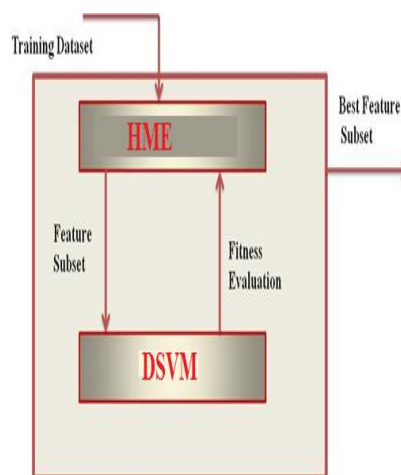 Training Dataset
HME
Best Feature
Subset
Feature
Subset
Fitness
Evaluation
DSVM